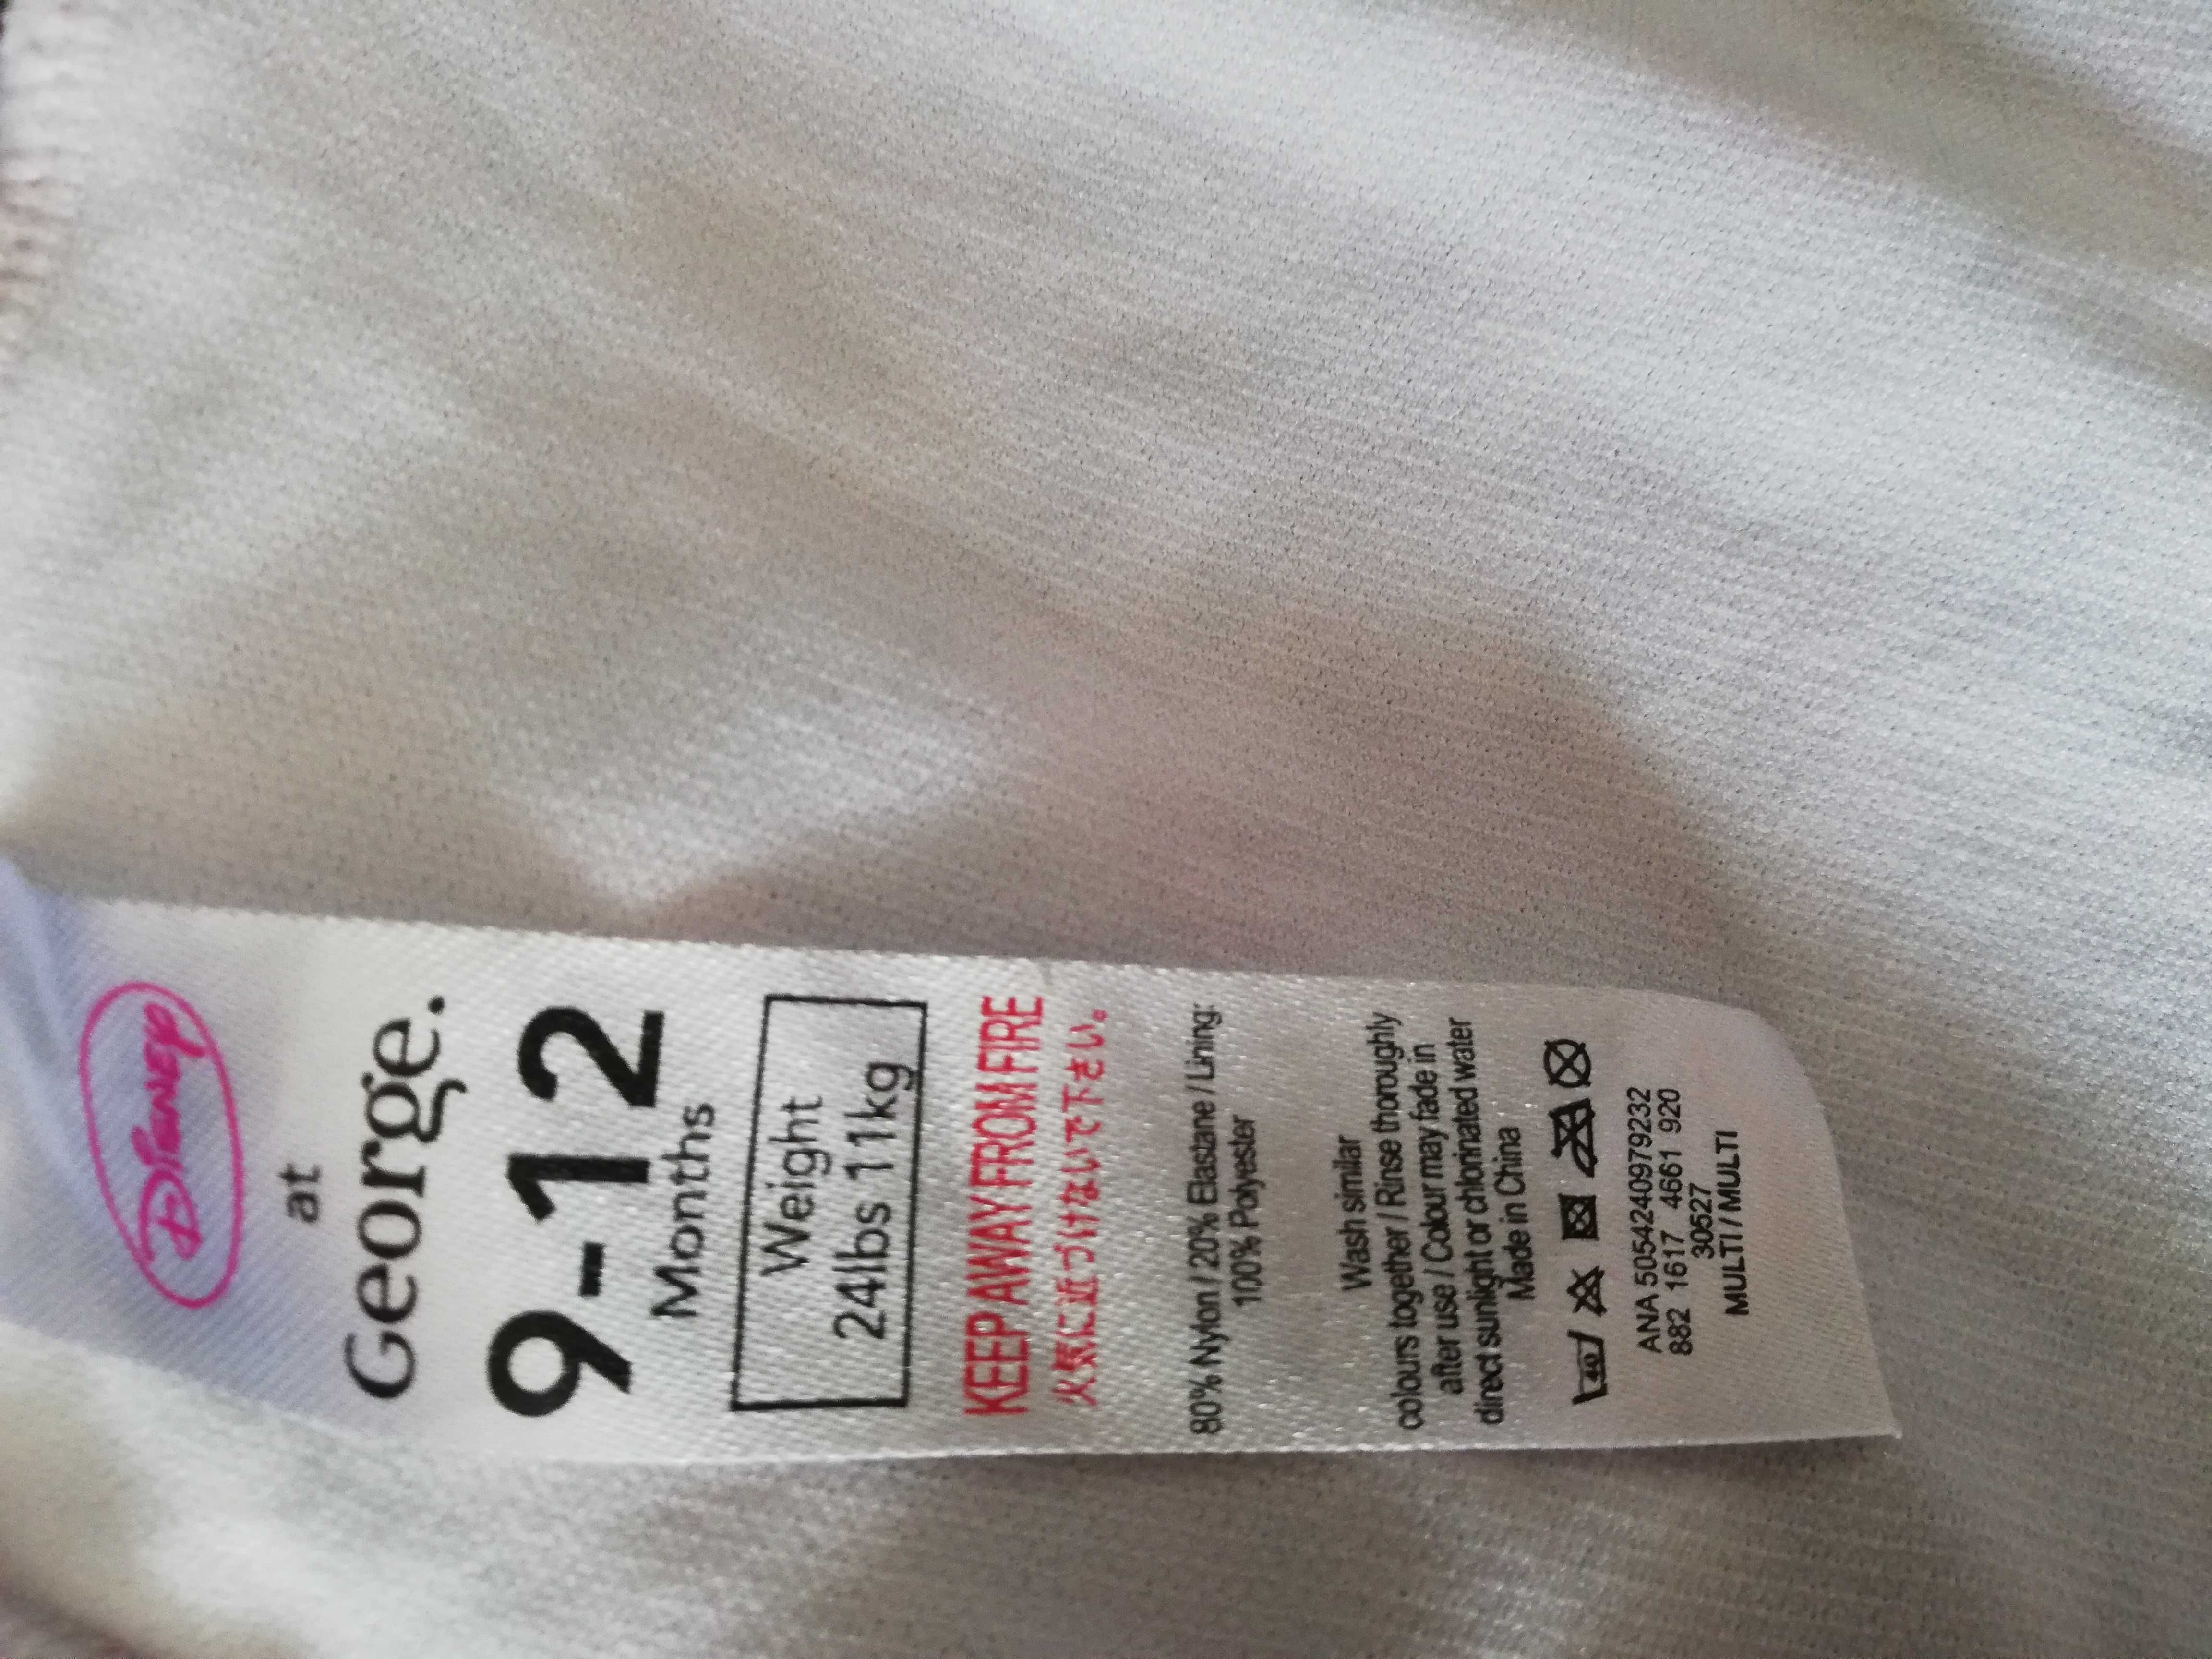 Disney
at
George.
9-12
Months
Weight
24lbs 11kg
KEEP AWAY FROM FIRE
火気に近づけないで下さい。
80% Nylon / 20% Elastane / Lining:
100% Polyester
Wash similar
colours together / Rinse thoroughly
after use / Colour may fade in
direct sunlight or chlorinated water
Made in China
40
ANA 5054240979232
882 1617 4661 920
30527
MULTI / MULTI